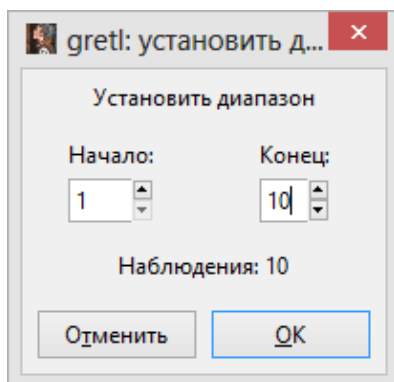 gretl: установить д...
Установить диапазон
Начало: Конец:
1 10
Наблюдения: 10
Отменить OK